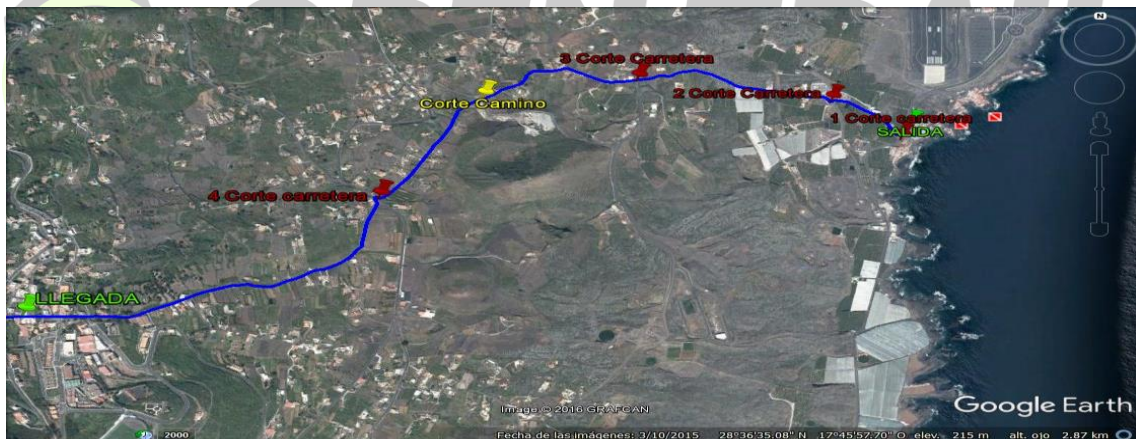 N
3 Corte Carretera
2 Corte Carretera
Corte Camino
1 Corte carretera
SALIDA
4 Corte carretera
LLEGADA
Image © 2016 GRAFCAN
Google Earth
2000
Fecha de las imágenes: 3/10/2015 28°36'35.08" N 17°45'57.70" O elev. 215 m alt. ojo 2.87 km